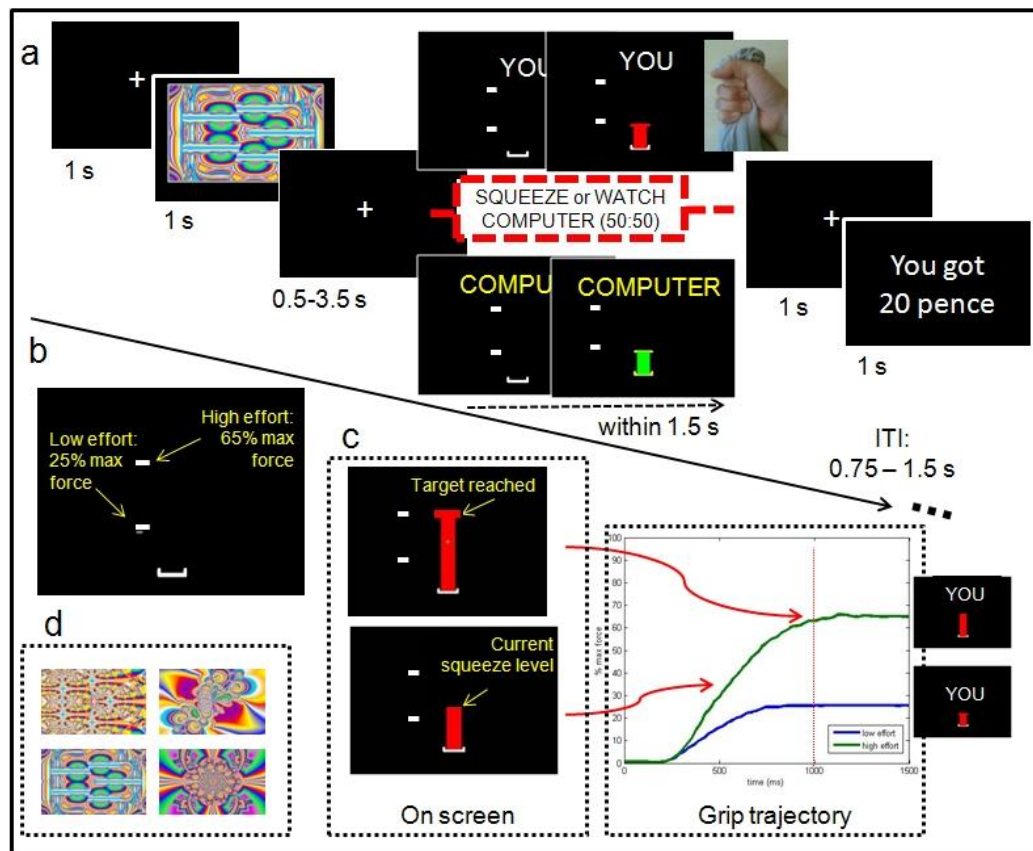 a
+
1 s
1 s
+
0.5-3.5 s
YOU
YOU
SQUEEZE or WATCH
COMPUTER (50:50)
COMPU
COMPUTER
within 1.5 s
+
1 s
You got
20 pence
1 s
ITI:
0.75 – 1.5 s
b
High effort:
65% max
force
Low effort:
25% max
force
c
Target reached
Current
squeeze level
On screen
% max force
100
90
80
70
60
50
40
30
20
10
0
0
500
1000
1500
time (ms)
low effort
high effort
Grip trajectory
YOU
YOU
d